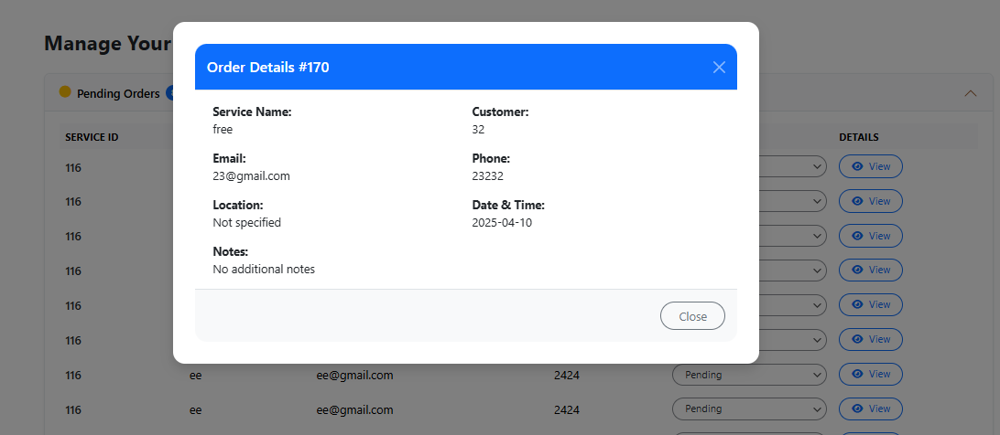 Manage Your
Order Details #170
Pending Orders
Service Name:
free
Customer:
32
Email:
23@gmail.com
Phone:
23232
Location:
Not specified
Date & Time:
2025-04-10
Notes:
No additional notes
Close
SERVICE ID DETAILS
116 View
116 View
116 View
116 View
116 View
116 View
116 ee ee@gmail.com 2424 Pending View
116 ee ee@gmail.com 2424 Pending View